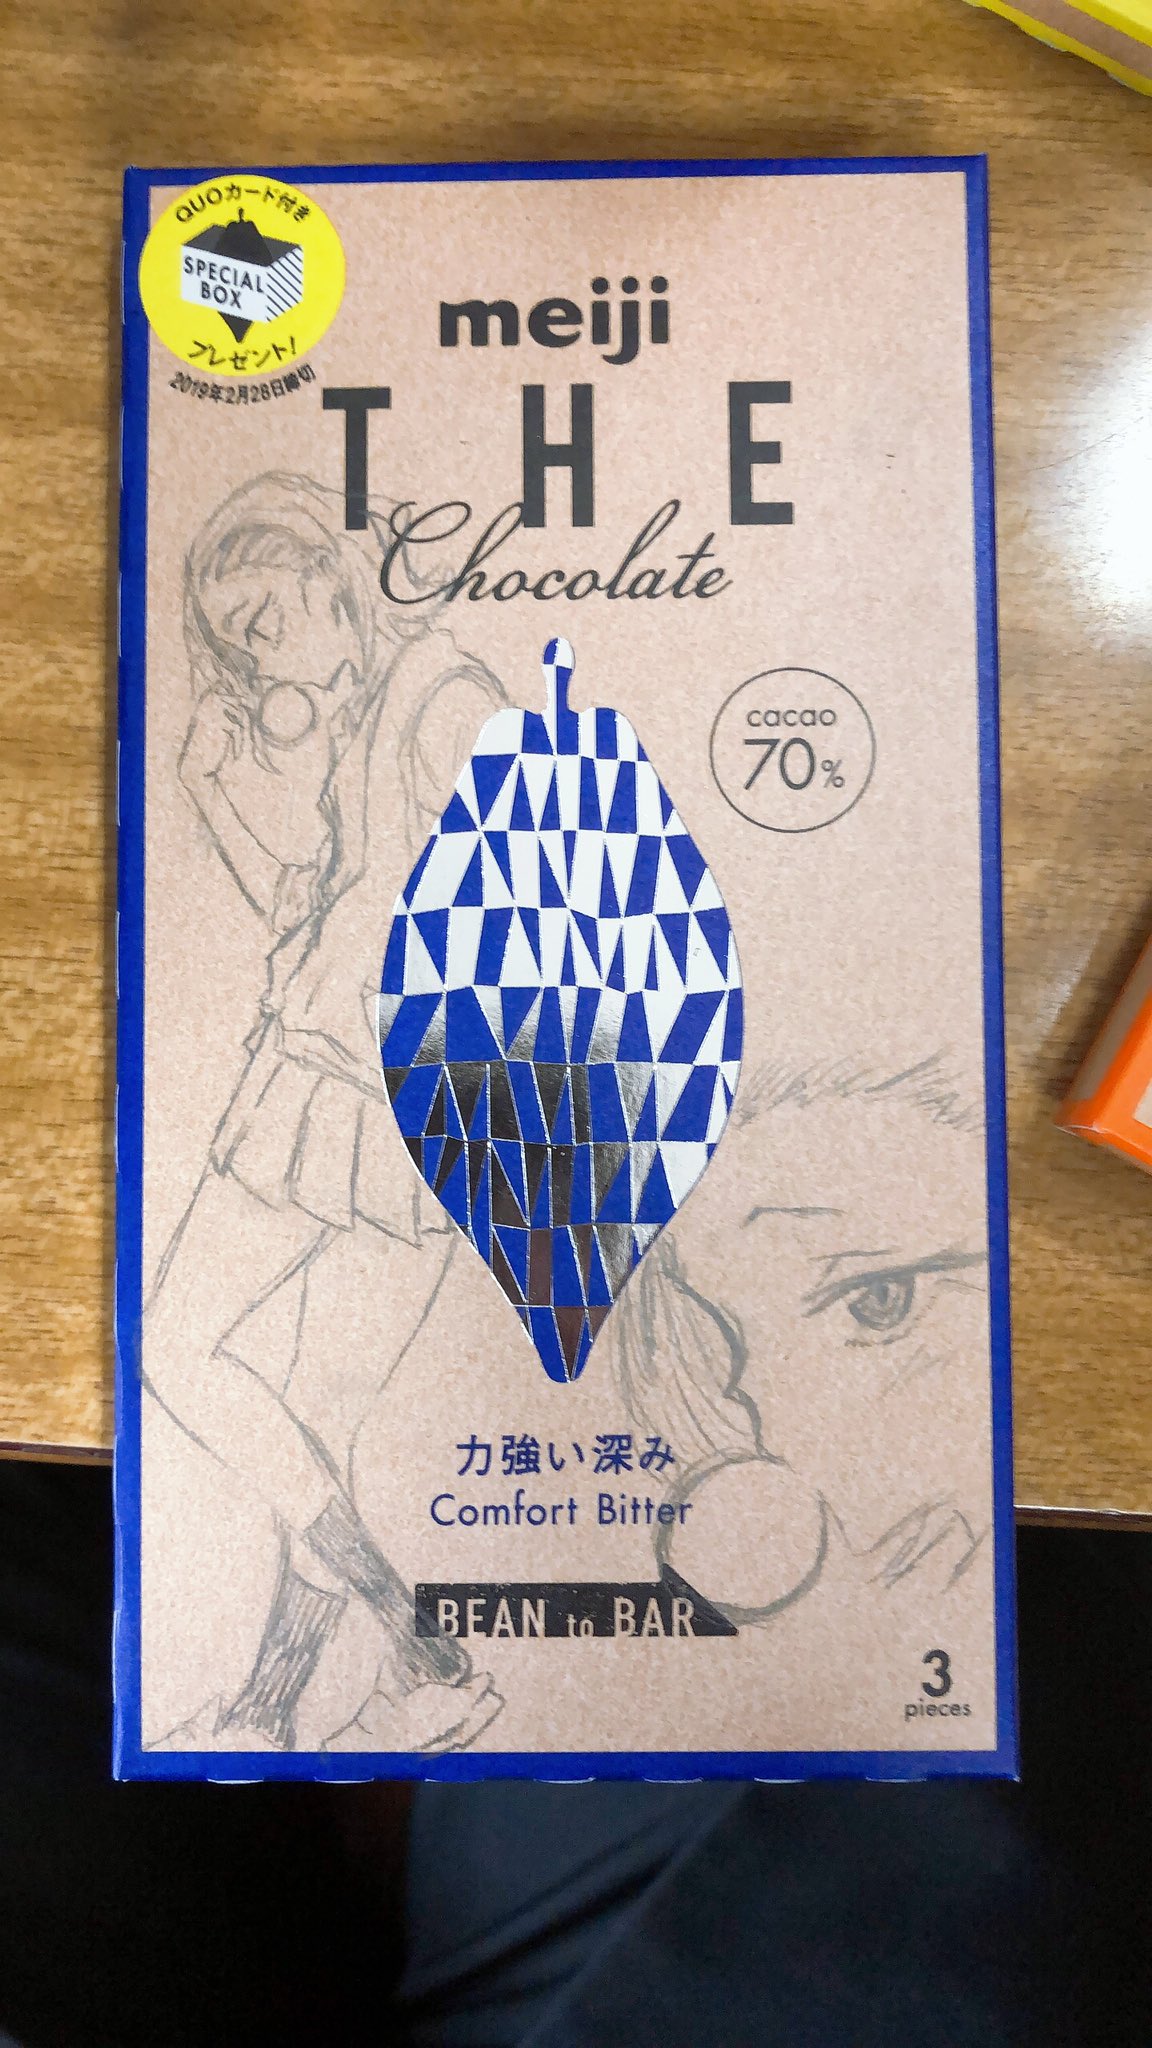 QUOカード付き
SPECIAL
BOX
プレゼント!
2019年2月28日締切
meiji
THE
Chocolate
cacao
70%
力強い深み
Comfort Bitter
BEAN to BAR
3
pieces